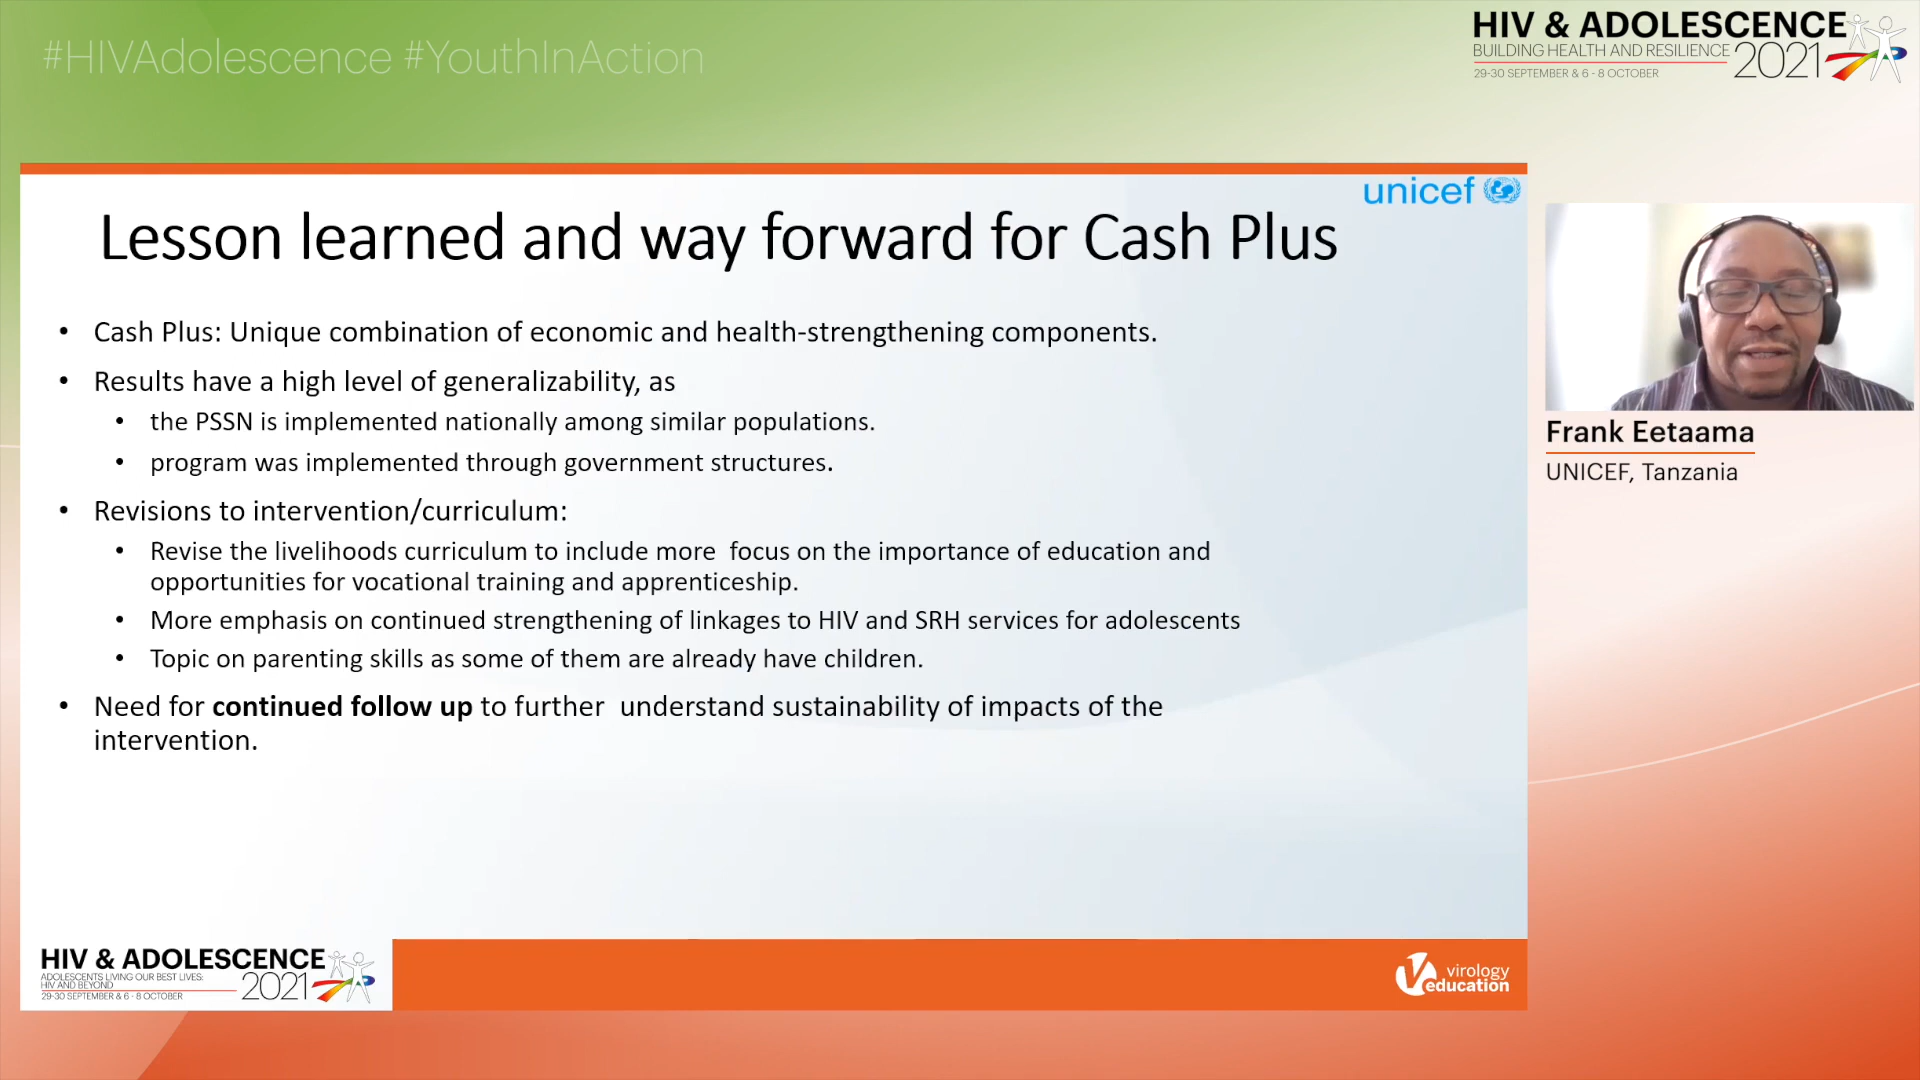 #HIVAdolescence #YouthInAction
HIV & ADOLESCENCE
BUILDING HEALTH AND RESILIENCE 2021
29-30 SEPTEMBER & 6 - 8 OCTOBER
unicef
Lesson learned and way forward for Cash Plus
• Cash Plus: Unique combination of economic and health-strengthening components.
• Results have a high level of generalizability, as
• the PSSN is implemented nationally among similar populations.
• program was implemented through government structures.
• Revisions to intervention/curriculum:
• Revise the livelihoods curriculum to include more  focus on the importance of education and
opportunities for vocational training and apprenticeship.
• More emphasis on continued strengthening of linkages to HIV and SRH services for adolescents
• Topic on parenting skills as some of them are already have children.
• Need for continued follow up to further  understand sustainability of impacts of the
intervention.
Frank Eetaama
UNICEF, Tanzania
HIV & ADOLESCENCE
ADOLESCENTS LIVING OUR BEST LIVES:
HIV AND BEYOND
2021
29-30 SEPTEMBER & 6 - 8 OCTOBER
virology
education